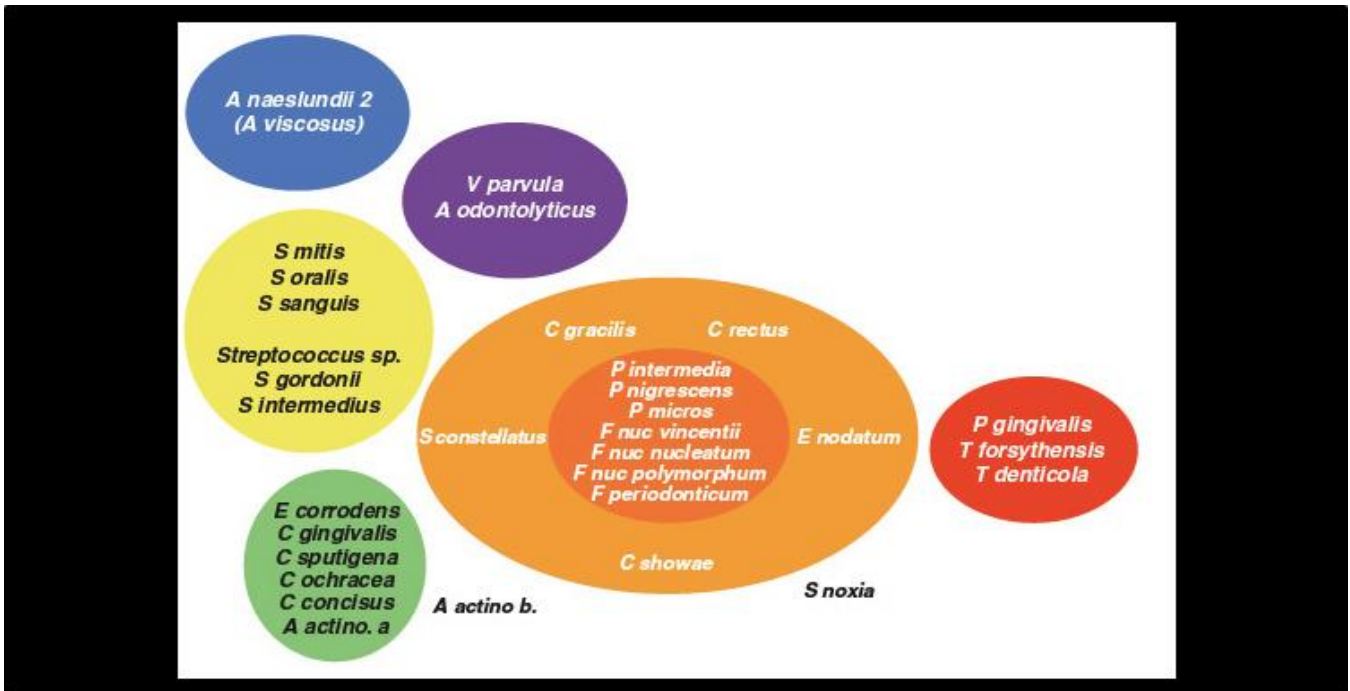 A naeslundii 2
(A viscosus)
V parvula
A odontolyticus
S mitis
S oralis
S sanguis
Streptococcus sp.
S gordonii
S intermedius
C gracilis
C rectus
P intermedia
P nigrescens
P micros
F nuc vincentii
F nuc nucleatum
F nuc polymorphum
F periodonticum
S constellatus
E nodatum
C showae
P gingivalis
T forsythensis
T denticola
E corrodens
C gingivalis
C sputigena
C ochracea
C concisus
A actino. a
A actino b.
S noxia